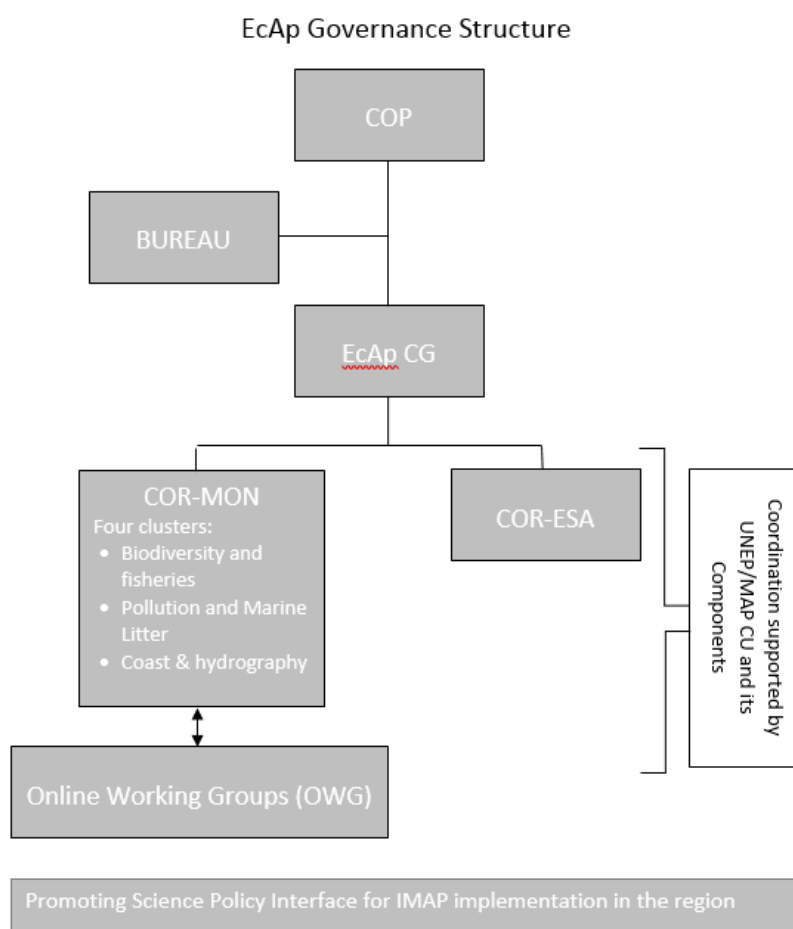 EcAp Governance Structure
COP
BUREAU
EcAp CG
COR-MON
Four clusters:
• Biodiversity and
fisheries
• Pollution and Marine
Litter
• Coast & hydrography
COR-ESA
Coordination supported by
UNEP/MAP CU and its
Components
Online Working Groups (OWG)
Promoting Science Policy Interface for IMAP implementation in the region